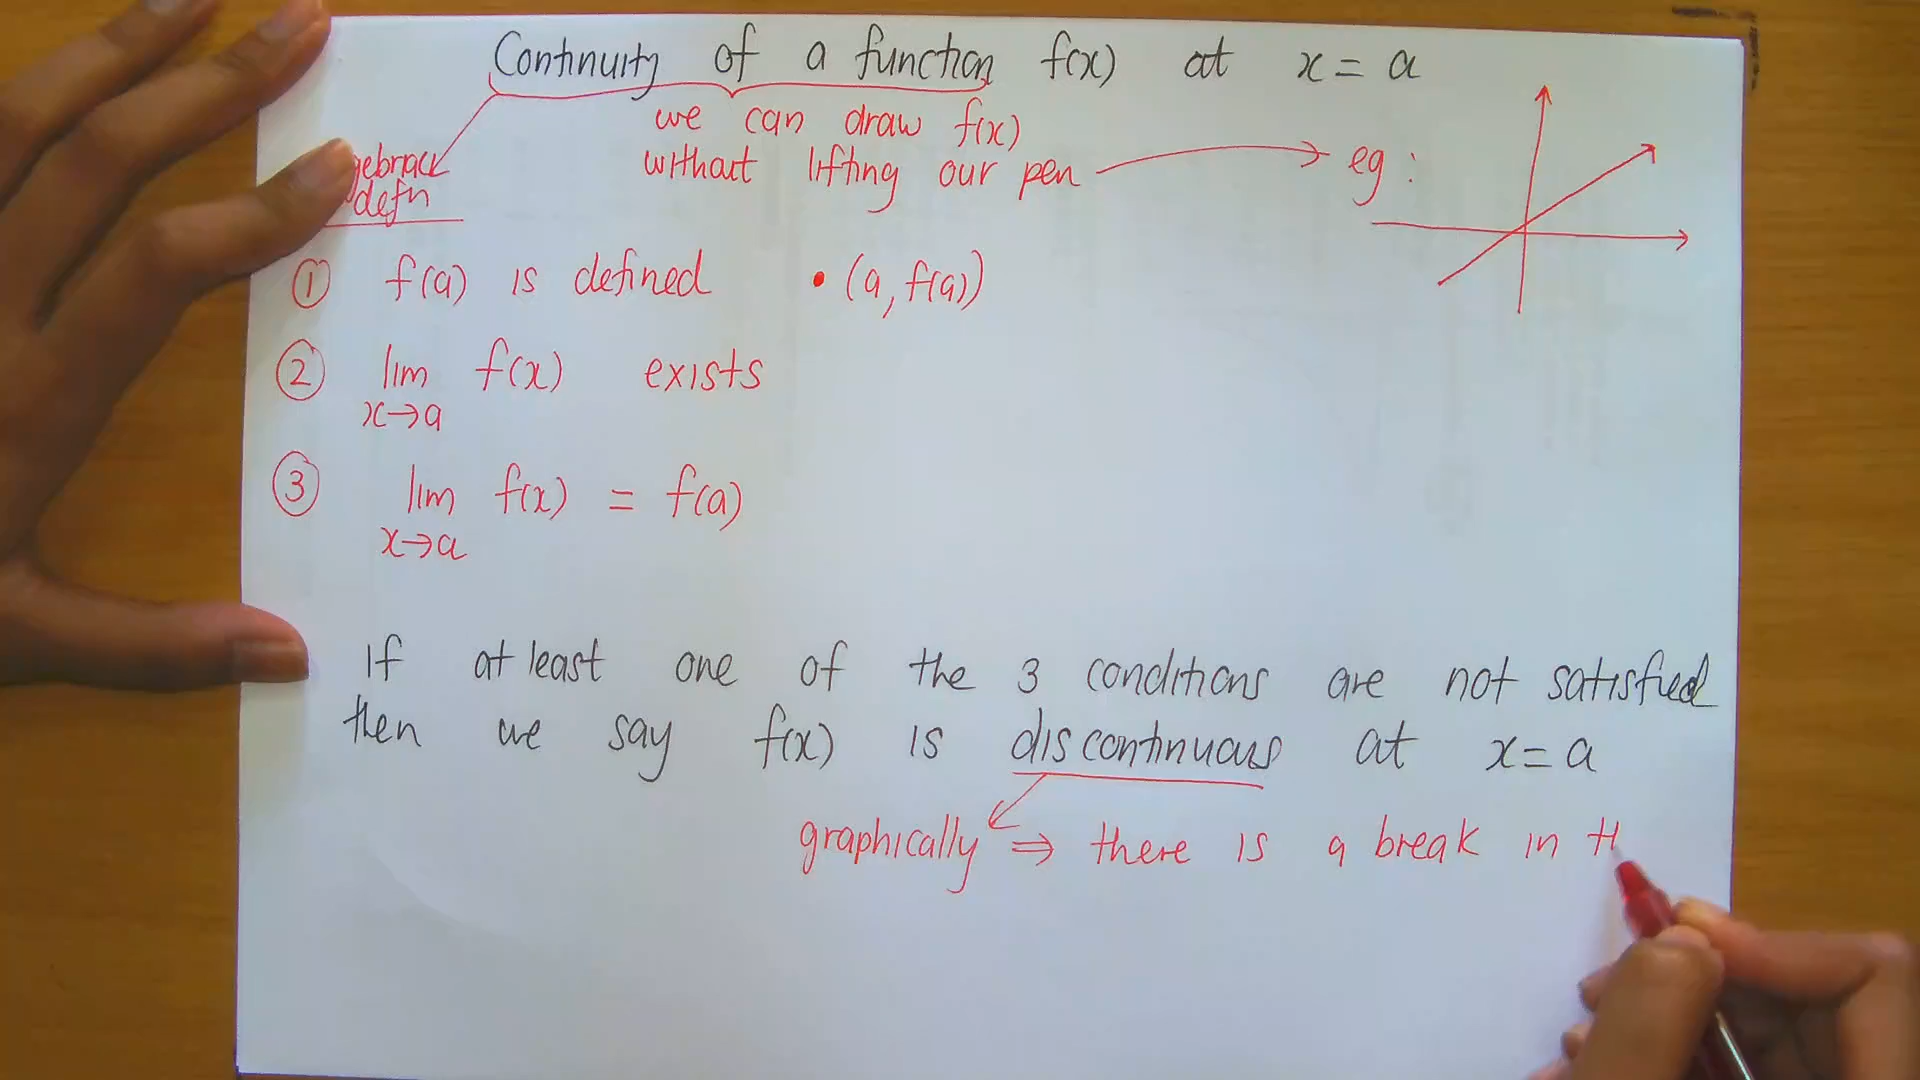 Continuity of a function f(x) at x = a
we can draw f(x)
without lifting our pen → eg :
defn
① f(a) is defined • (a, f(a))
② lim f(x) exists
x→a
③ lim f(x) = f(a)
x→a
If at least one of the 3 conditions are not satisfied
then we say f(x) is discontinuous at x = a
graphically ⇒ there is a break in